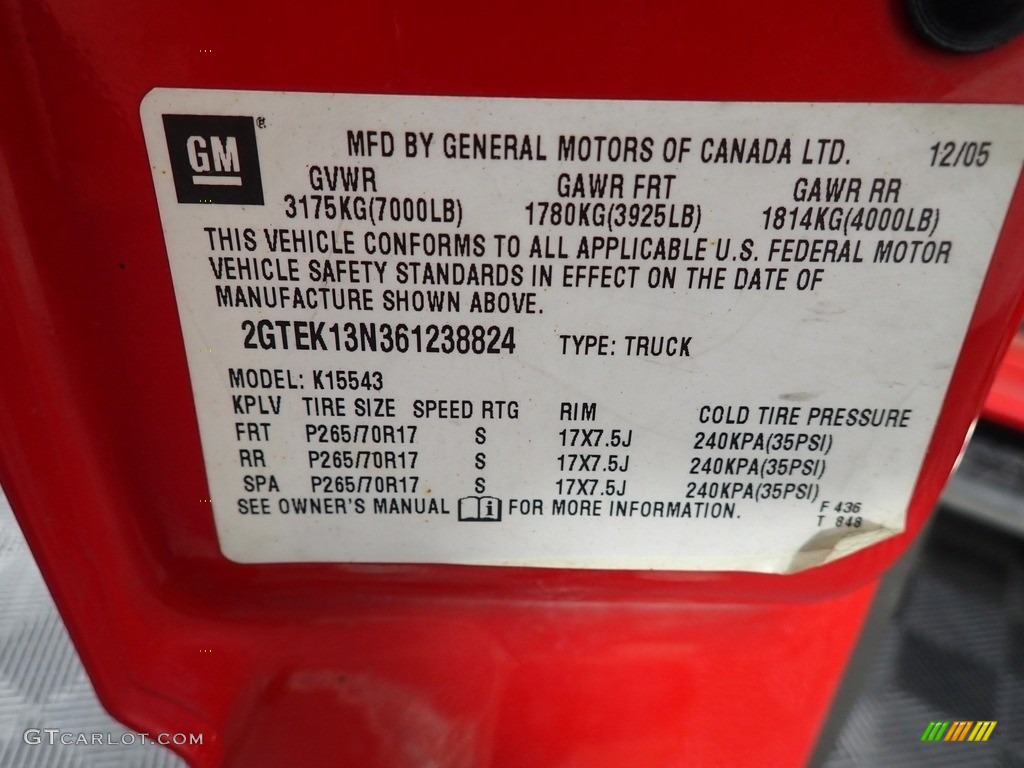 GM®
MFD BY GENERAL MOTORS OF CANADA LTD. 12/05
GVWR GAWR FRT GAWR RR
3175KG(7000LB) 1780KG(3925LB) 1814KG(4000LB)
THIS VEHICLE CONFORMS TO ALL APPLICABLE U.S. FEDERAL MOTOR
VEHICLE SAFETY STANDARDS IN EFFECT ON THE DATE OF
MANUFACTURE SHOWN ABOVE.
2GTEK13N361238824 TYPE: TRUCK
MODEL: K15543
KPLV TIRE SIZE SPEED RTG RIM COLD TIRE PRESSURE
FRT P265/70R17 S 17X7.5J 240KPA(35PSI)
RR P265/70R17 S 17X7.5J 240KPA(35PSI)
SPA P265/70R17 S 17X7.5J 240KPA(35PSI)
SEE OWNER'S MANUAL i FOR MORE INFORMATION.
F 436
T 848
GTCARLOT.COM